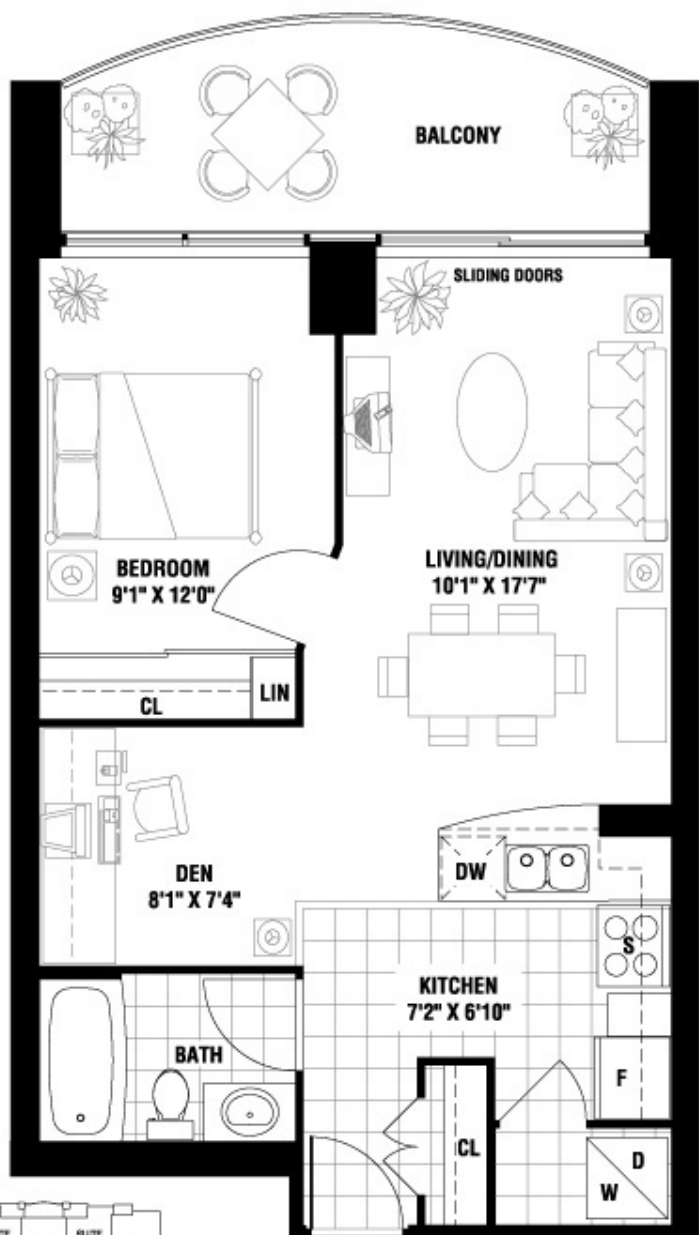 BALCONY
SLIDING DOORS
BEDROOM
9'1" X 12'0"
LIVING/DINING
10'1" X 17'7"
CL
LIN
DEN
8'1" X 7'4"
DW
S
KITCHEN
7'2" X 6'10"
BATH
F
CL
D
W
SUITE